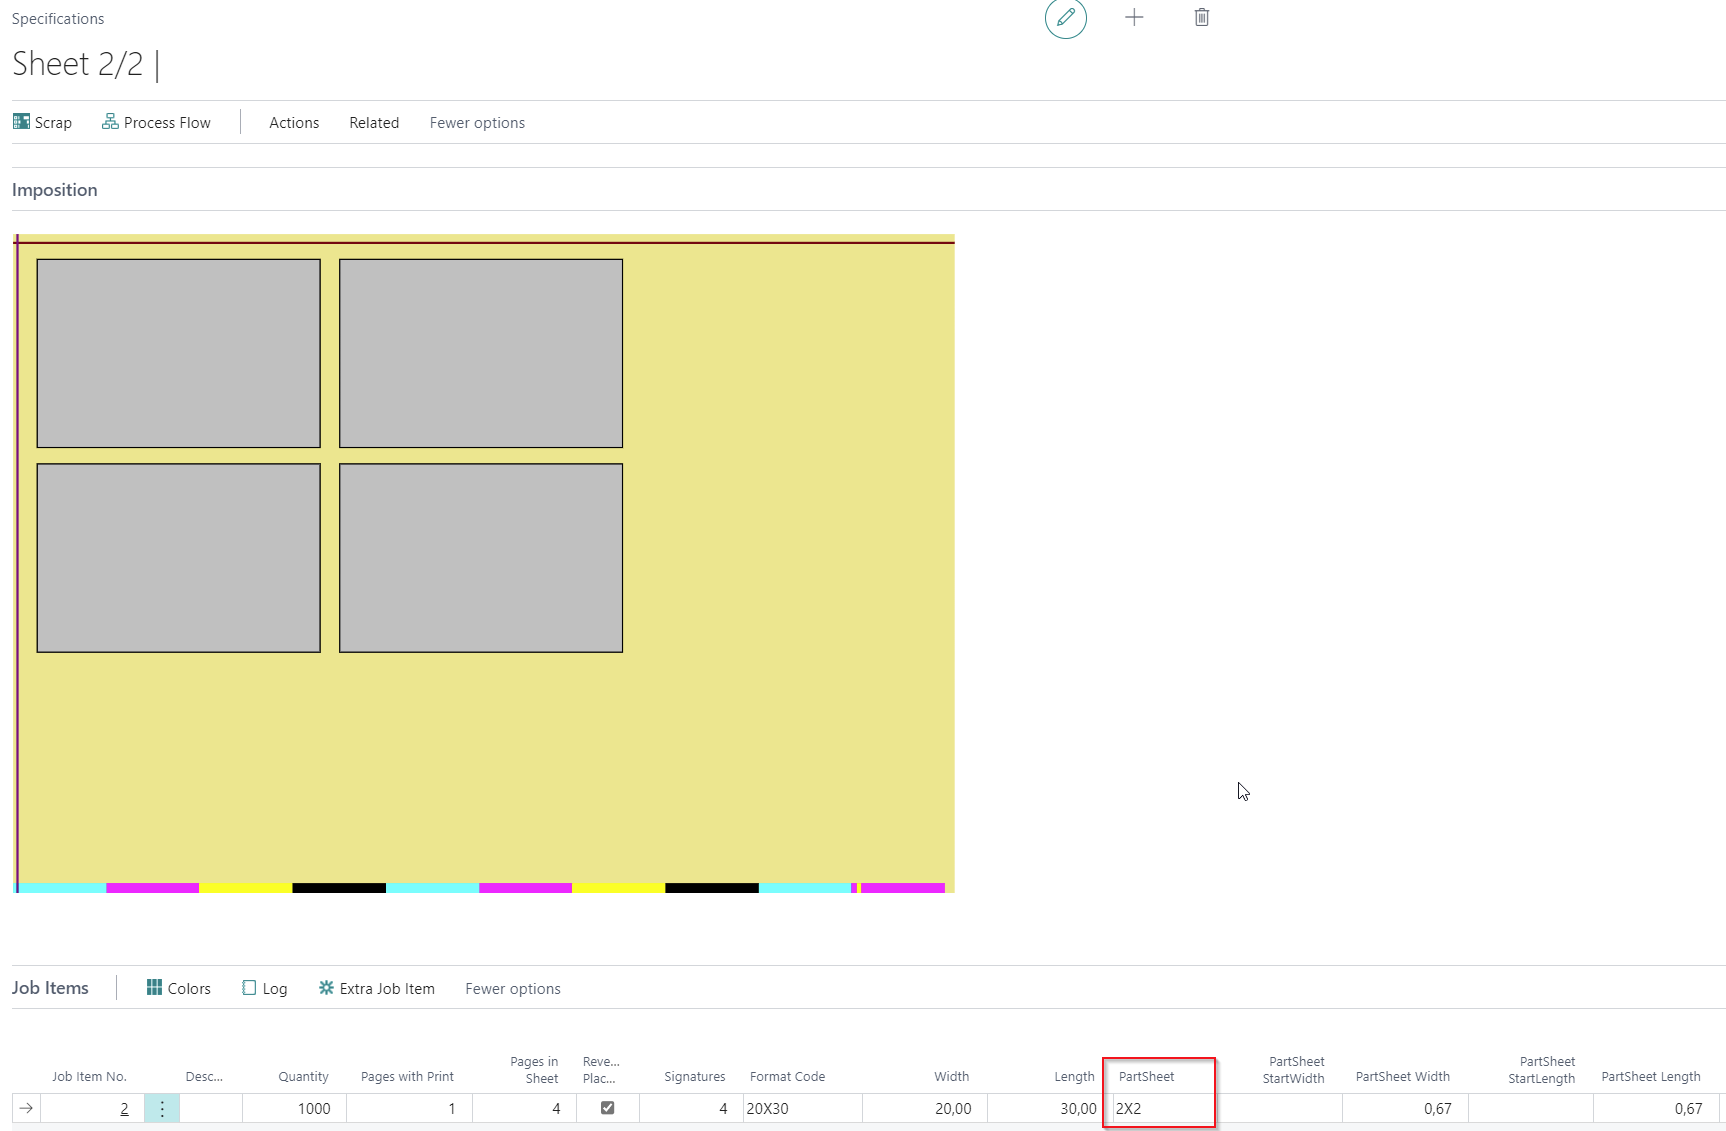 Specifications
Sheet 2/2 |
Scrap Process Flow Actions Related Fewer options
Imposition
Job Items Colors Log Extra Job Item Fewer options
Job Item No. Desc... Quantity Pages with Print Pages in Sheet Reve... Plac... Signatures Format Code Width Length PartSheet PartSheet StartWidth PartSheet Width PartSheet StartLength PartSheet Length
2 1000 1 4 4 20X30 20,00 30,00 2X2 0,67 0,67